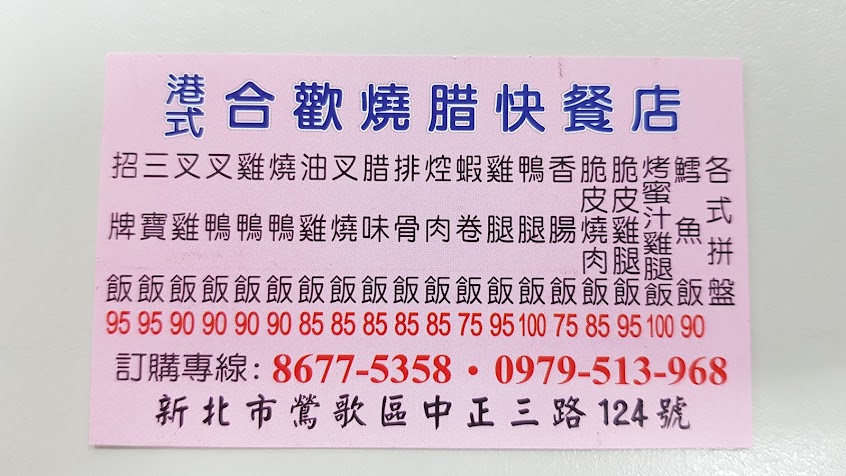 港式 合歡燒腊快餐店
招牌飯 95
三寶飯 95
叉雞飯 90
叉鴨飯 90
雞鴨飯 90
燒鴨飯 90
油雞飯 85
叉燒飯 85
腊味飯 85
排骨飯 85
焢肉飯 85
蝦卷飯 75
雞腿飯 95
鴨腿飯 100
香腸飯 75
脆皮燒肉飯 85
脆皮雞腿飯 95
烤蜜汁雞腿飯 100
鱈魚飯 90
各式拼盤
訂購專線：8677-5358・0979-513-968
新北市鶯歌區中正三路124號